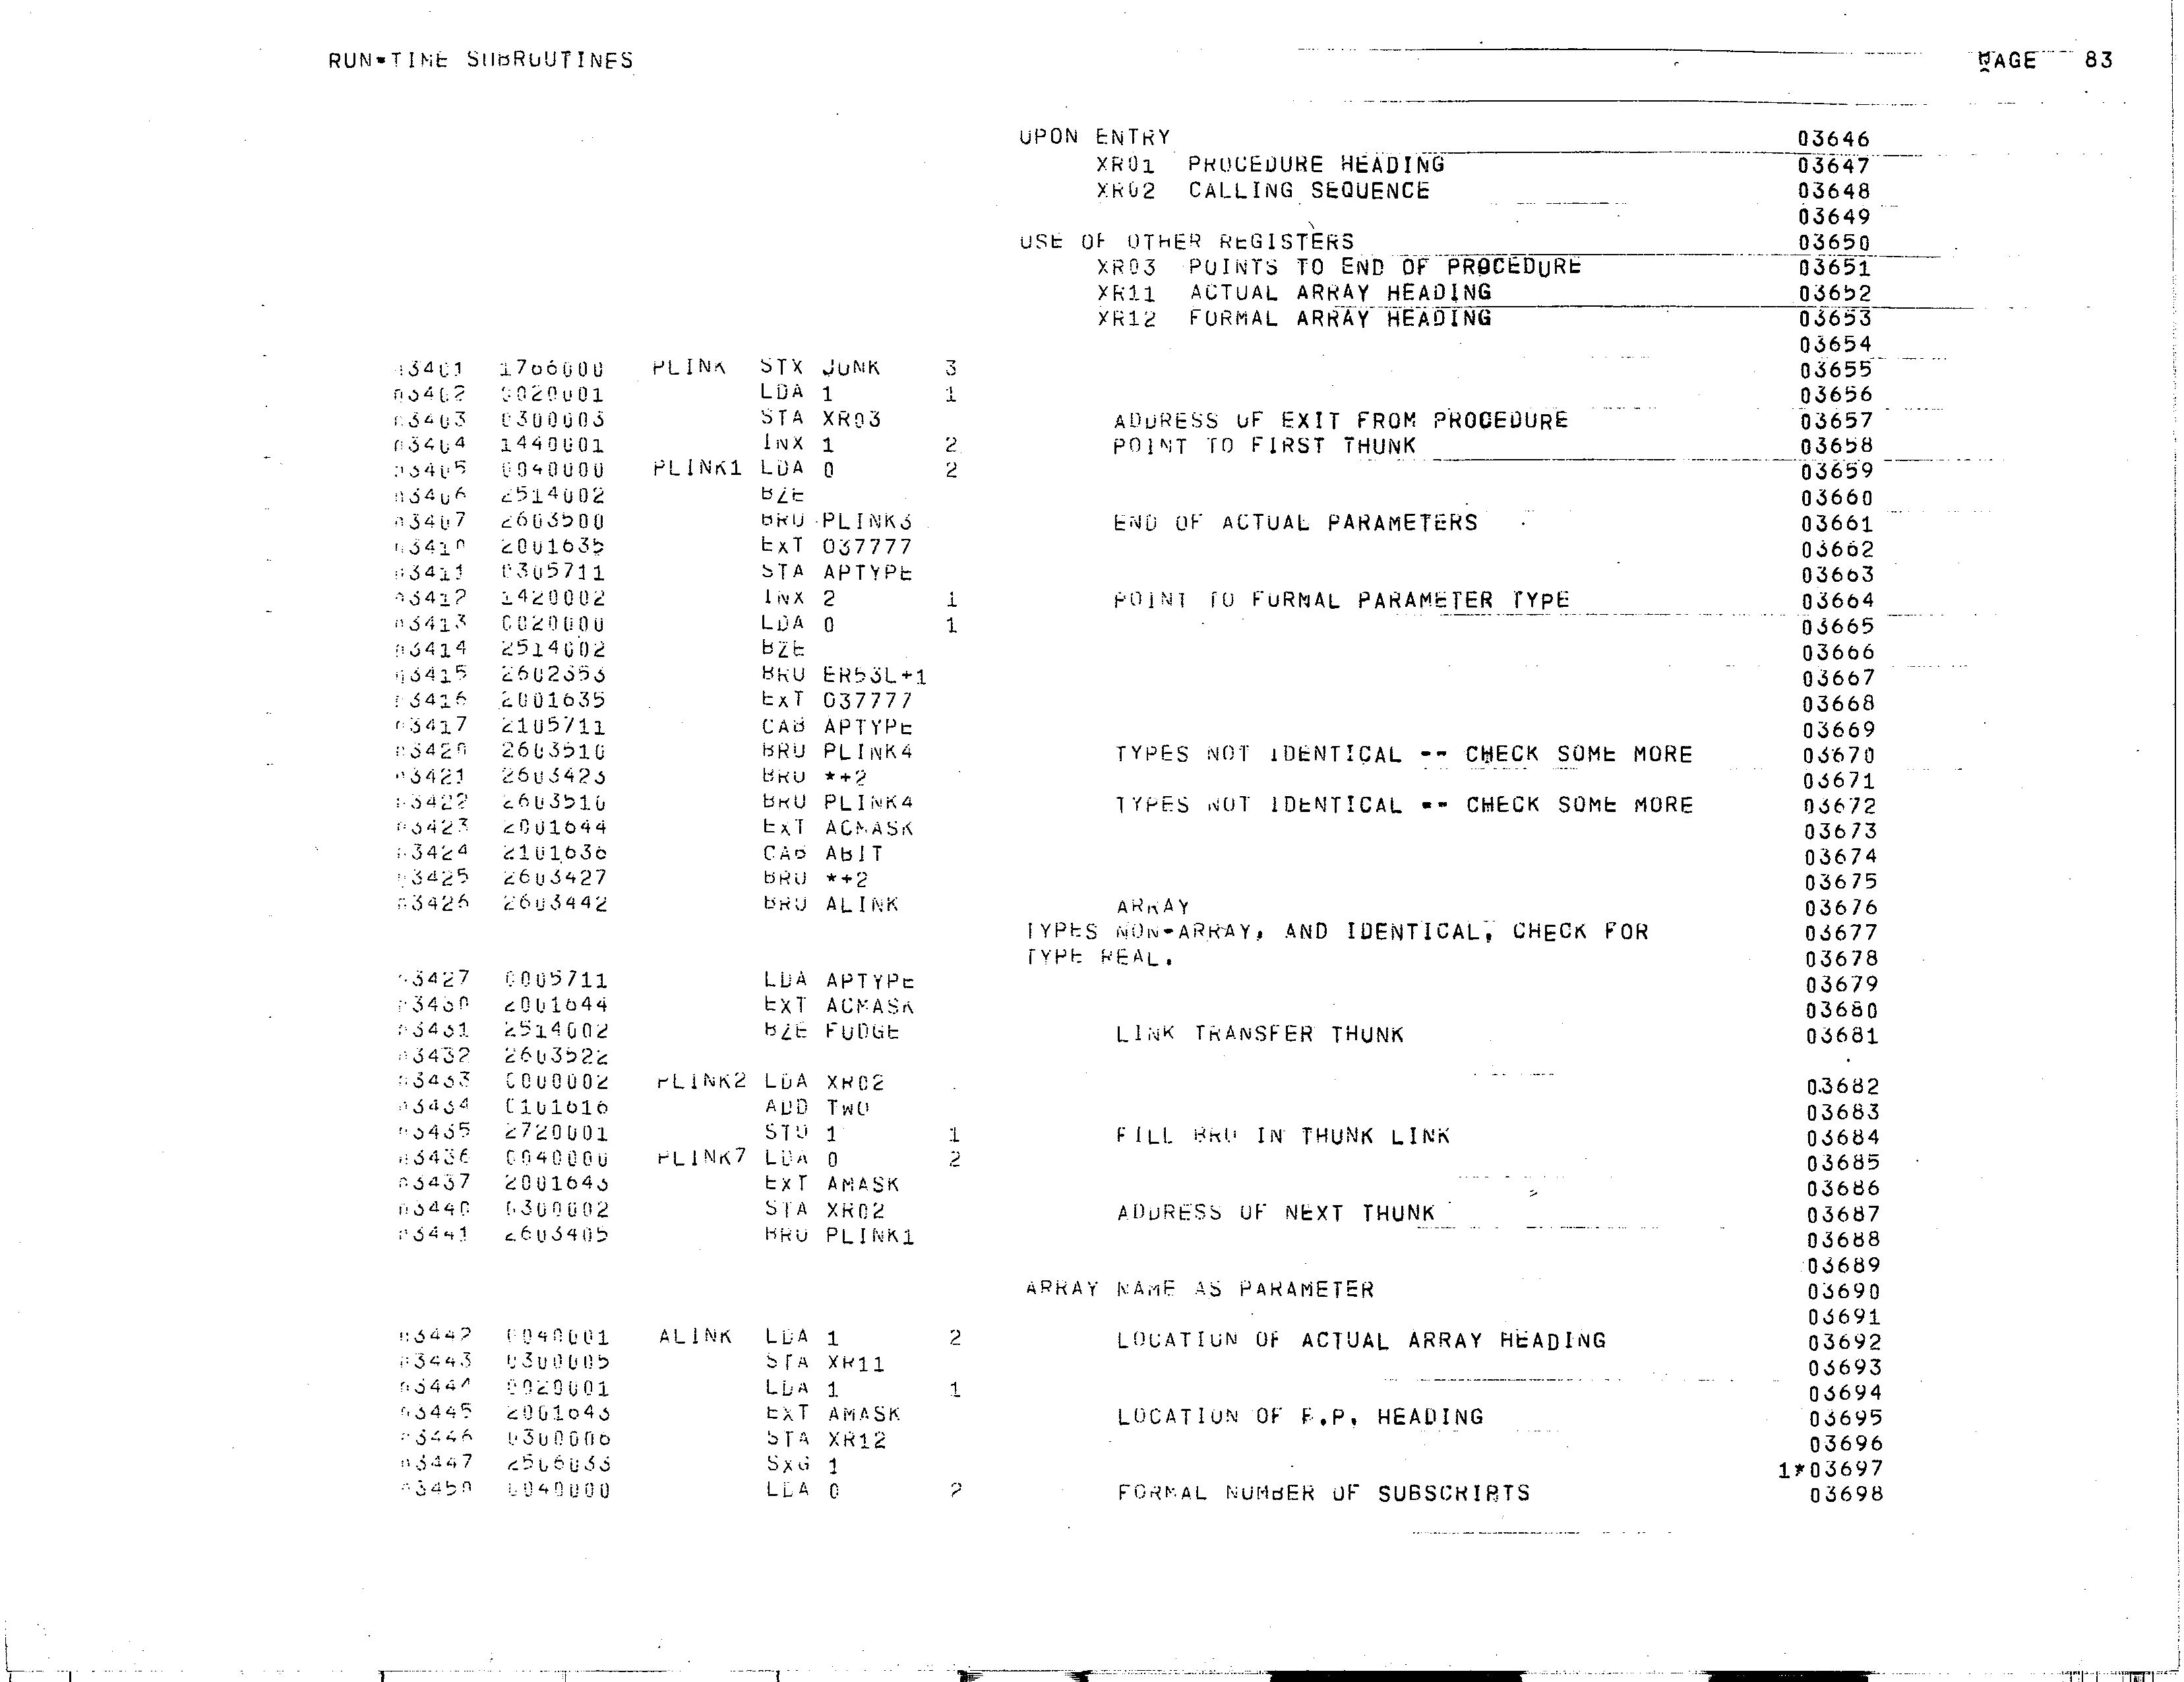 RUN-TIME SUBROUTINES PAGE 83
UPON ENTRY 03646
XR01 PROCEDURE HEADING 03647
XR02 CALLING SEQUENCE 03648
03649
USE OF OTHER REGISTERS 03650
XR03 POINTS TO END OF PROCEDURE 03651
XR11 ACTUAL ARRAY HEADING 03652
XR12 FORMAL ARRAY HEADING 03653
03654
03401 1706000 PLINK STX JUNK 3 03655
03402 0020001 LDA 1 1 03656
03403 0300003 STA XR03 ADDRESS OF EXIT FROM PROCEDURE 03657
03404 1440001 INX 1 2 POINT TO FIRST THUNK 03658
03405 0040000 PLINK1 LDA 0 2 03659
03406 2514002 BZE 03660
03407 2603500 BRU PLINK3 END OF ACTUAL PARAMETERS 03661
03410 2001635 EXT O37777 03662
03411 0305711 STA APTYPE 03663
03412 1420002 INX 2 1 POINT TO FORMAL PARAMETER TYPE 03664
03413 0020000 LDA 0 1 03665
03414 2514002 BZE 03666
03415 2602353 BRU ER53L+1 03667
03416 2001635 EXT O37777 03668
03417 2105711 CAB APTYPE 03669
03420 2603510 BRU PLINK4 TYPES NOT IDENTICAL -- CHECK SOME MORE 03670
03421 2603423 BRU *+2 03671
03422 2603510 BRU PLINK4 TYPES NOT IDENTICAL -- CHECK SOME MORE 03672
03423 2001644 EXT ACMASK 03673
03424 2101636 CAB ABIT 03674
03425 2603427 BRU *+2 03675
03426 2603442 BRU ALINK ARRAY 03676
TYPES NON-ARRAY, AND IDENTICAL, CHECK FOR 03677
TYPE REAL. 03678
03427 0005711 LDA APTYPE 03679
03430 2001644 EXT ACMASK 03680
03431 2514002 BZE FUDGE LINK TRANSFER THUNK 03681
03432 2603522
03433 0000002 PLINK2 LDA XR02 03682
03434 0101616 ADD TWO 03683
03435 2720001 STO 1 1 FILL BRU IN THUNK LINK 03684
03436 0040000 PLINK7 LDA 0 2 03685
03437 2001643 EXT AMASK 03686
03440 0300002 STA XR02 ADDRESS OF NEXT THUNK 03687
03441 2603405 BRU PLINK1 03688
03689
ARRAY NAME AS PARAMETER 03690
03691
03442 0040001 ALINK LDA 1 2 LOCATION OF ACTUAL ARRAY HEADING 03692
03443 0300005 STA XR11 03693
03444 0020001 LDA 1 1 03694
03445 2001643 EXT AMASK LOCATION OF F.P. HEADING 03695
03446 0300006 STA XR12 03696
03447 2506033 SXG 1 1*03697
03450 0040000 LDA 0 2 FORMAL NUMBER OF SUBSCRIPTS 03698